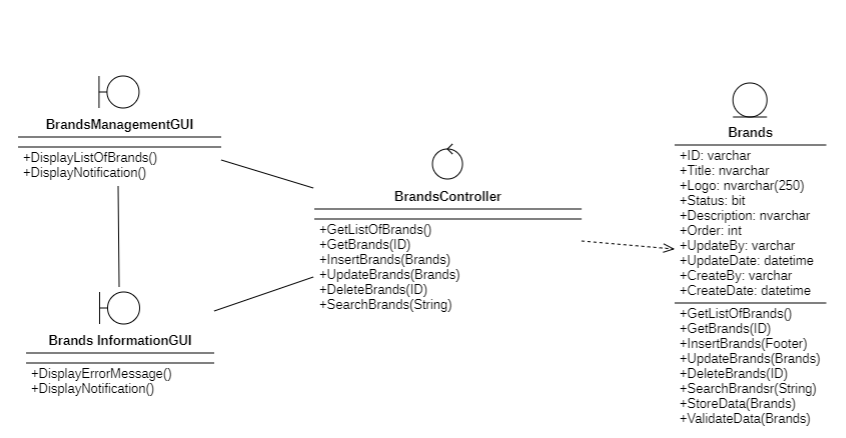 BrandsManagementGUI
+DisplayListOfBrands()
+DisplayNotification()
Brands InformationGUI
+DisplayErrorMessage()
+DisplayNotification()
BrandsController
+GetListOfBrands()
+GetBrands(ID)
+InsertBrands(Brands)
+UpdateBrands(Brands)
+DeleteBrands(ID)
+SearchBrands(String)
Brands
+ID: varchar
+Title: nvarchar
+Logo: nvarchar(250)
+Status: bit
+Description: nvarchar
+Order: int
+UpdateBy: varchar
+UpdateDate: datetime
+CreateBy: varchar
+CreateDate: datetime
+GetListOfBrands()
+GetBrands(ID)
+InsertBrands(Footer)
+UpdateBrands(Brands)
+DeleteBrands(ID)
+SearchBrandsr(String)
+StoreData(Brands)
+ValidateData(Brands)